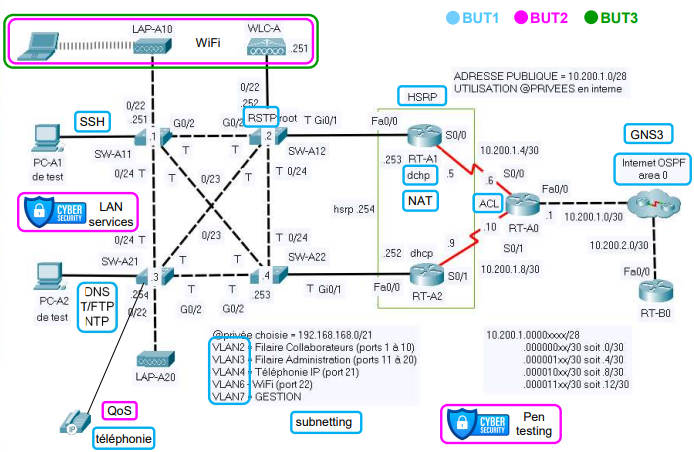 BUT1 BUT2 BUT3
LAP-A10
WiFi
WLC-A
.251
ADRESSE PUBLIQUE = 10.200.1.0/28
UTILISATION @PRIVEES en interne
0/22
.251
0/22
.252
SSH
G0/2
RSTP root
T Gi0/1
HSRP
Fa0/0
S0/0
GNS3
.1
T
T
.2
PC-A1
de test
SW-A11
SW-A12
.253
RT-A1
dchp
.5
10.200.1.4/30
Internet OSPF
area 0
0/24 T
T
0/23
T
T 0/24
NAT
.6
S0/0
Fa0/0
ACL
RT-A0
.1
10.200.1.0/30
CYBER
SECURITY
LAN
services
hsrp .254
.10
S0/1
10.200.2.0/30
0/24 T
T
0/23
T
T 0/24
.252
dhcp
.9
10.200.1.8/30
SW-A21
SW-A22
Fa0/0
S0/1
Fa0/0
.3
T
T
.4
PC-A2
de test
DNS
T/FTP
NTP
.254
0/22
G0/2
G0/2
.253
T Gi0/1
RT-A2
RT-B0
LAP-A20
@privée choisie = 192.168.168.0/21
VLAN2 = Filaire Collaborateurs (ports 1 à 10)
VLAN3 = Filaire Administration (ports 11 à 20)
VLAN4 = Téléphonie IP (port 21)
VLAN6 - WiFi (port 22)
VLAN7 = GESTION
10.200.1.0000xxxx/28
.000000xx/30 soit .0/30
.000001xx/30 soit .4/30
.000010xx/30 soit .8/30
.000011xx/30 soit .12/30
QoS
IP
téléphonie
subnetting
CYBER
SECURITY
Pen
testing